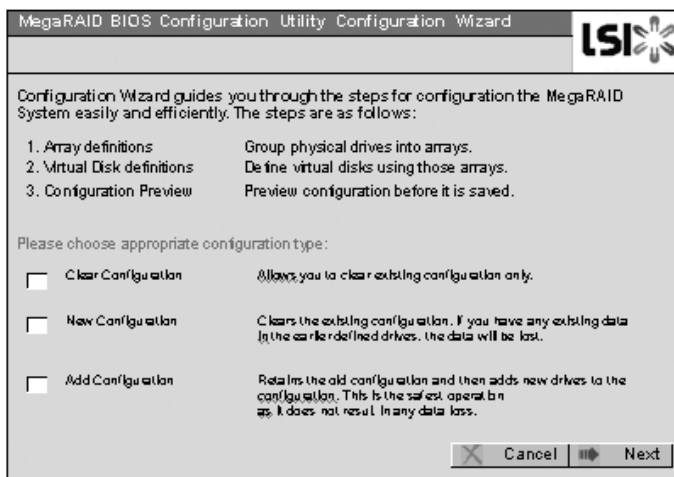 MegaRAID BIOS Configuration Utility Configuration Wizard
LSI
Configuration Wizard guides you through the steps for configuration the MegaRAID
System easily and efficiently. The steps are as follows:
1. Array definitions Group physical drives into arrays.
2. Virtual Disk definitions Define virtual disks using those arrays.
3. Configuration Preview Preview configuration before it is saved.
Please choose appropriate configuration type:
Clear Configuration Allows you to clear existing configuration only.
New Configuration Clears the existing configuration. If you have any existing data
in the earlier defined drives, the data will be lost.
Add Configuration Retains the old configuration and then adds new drives to the
configuration. This is the safest operation
as it does not result in any data loss.
Cancel Next